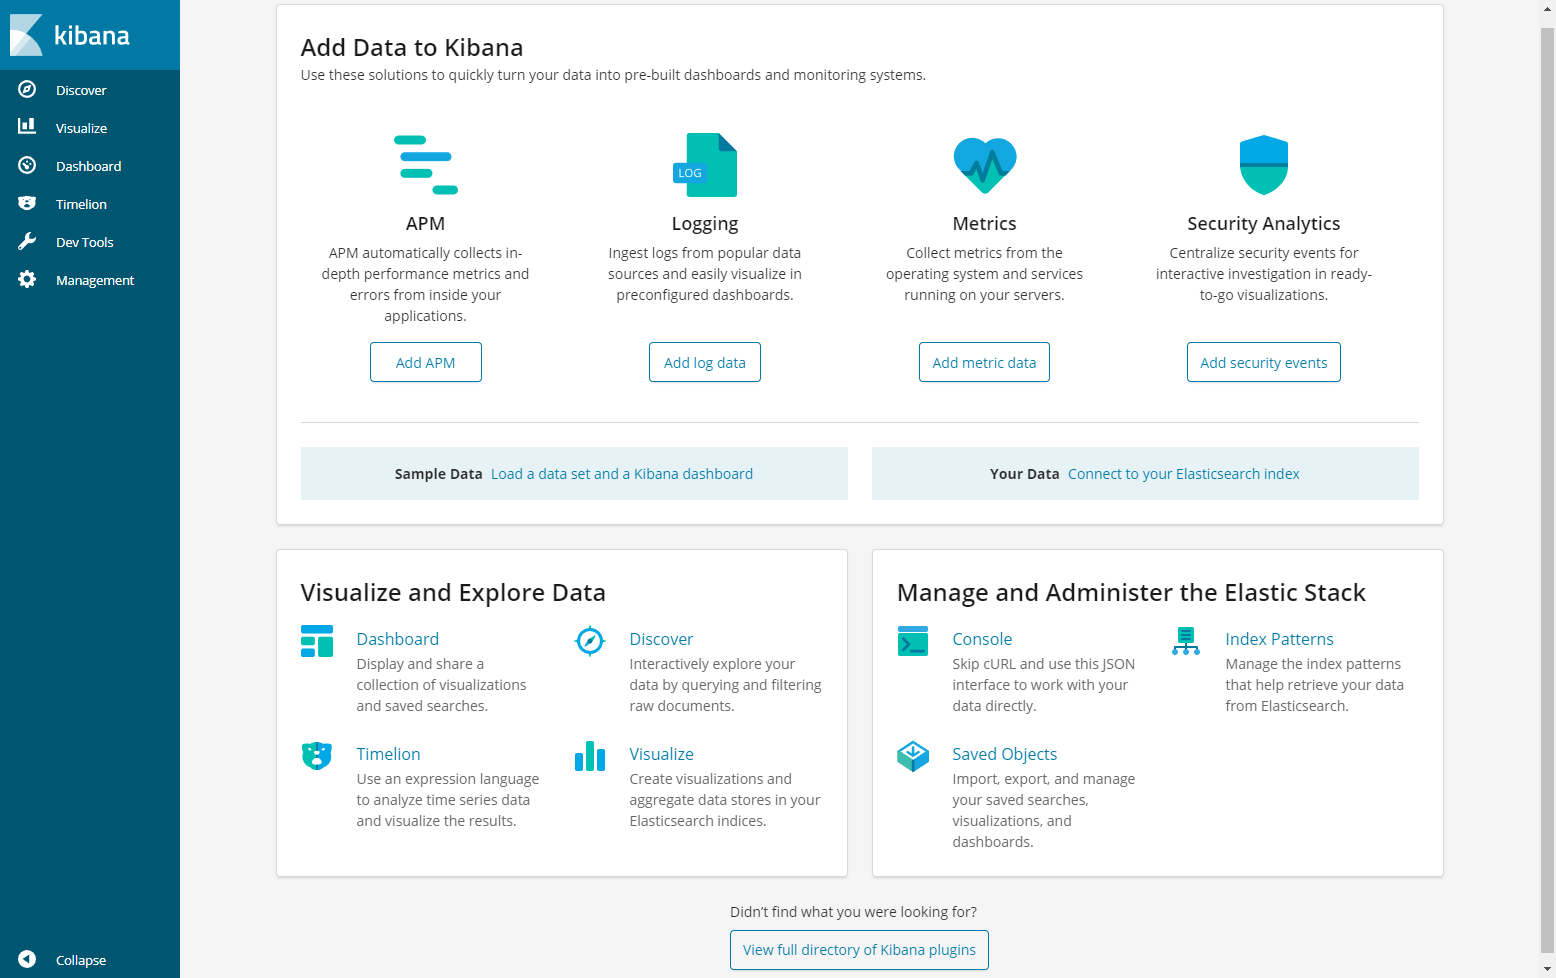 kibana
Discover
Visualize
Dashboard
Timelion
Dev Tools
Management
Collapse
Add Data to Kibana
Use these solutions to quickly turn your data into pre-built dashboards and monitoring systems.
APM
APM automatically collects in-
depth performance metrics and
errors from inside your
applications.
Add APM
LOG
Logging
Ingest logs from popular data
sources and easily visualize in
preconfigured dashboards.
Add log data
Metrics
Collect metrics from the
operating system and services
running on your servers.
Add metric data
Security Analytics
Centralize security events for
interactive investigation in ready-
to-go visualizations.
Add security events
Sample Data Load a data set and a Kibana dashboard
Your Data Connect to your Elasticsearch index
Visualize and Explore Data
Dashboard
Display and share a
collection of visualizations
and saved searches.
Discover
Interactively explore your
data by querying and filtering
raw documents.
Timelion
Use an expression language
to analyze time series data
and visualize the results.
Visualize
Create visualizations and
aggregate data stores in your
Elasticsearch indices.
Manage and Administer the Elastic Stack
Console
Skip cURL and use this JSON
interface to work with your
data directly.
Index Patterns
Manage the index patterns
that help retrieve your data
from Elasticsearch.
Saved Objects
Import, export, and manage
your saved searches,
visualizations, and
dashboards.
Didn’t find what you were looking for?
View full directory of Kibana plugins